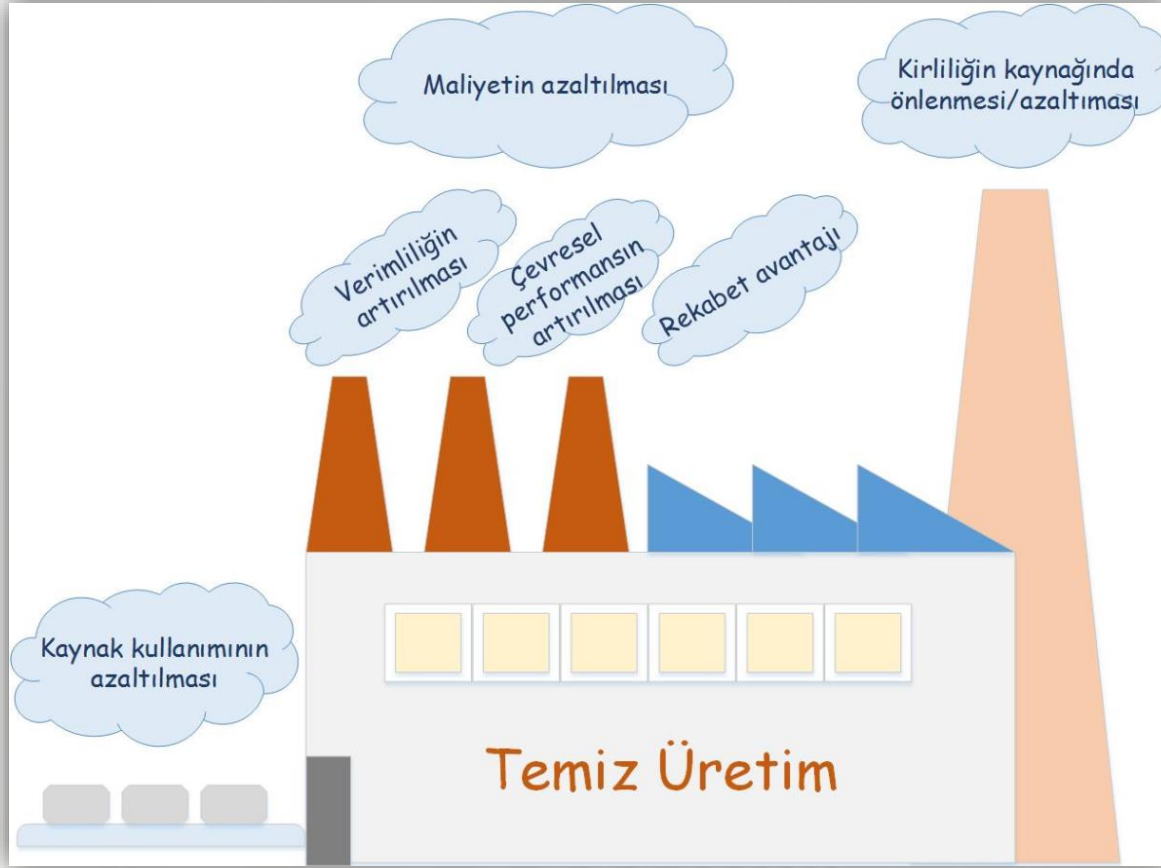 Maliyetin azaltılması
Kirliliğin kaynağında
önlenmesi/azaltıması
Verimliliğin
artırılması
Çevresel
performansın
artırılması
Rekabet avantajı
Kaynak kullanımının
azaltılması
Temiz Üretim